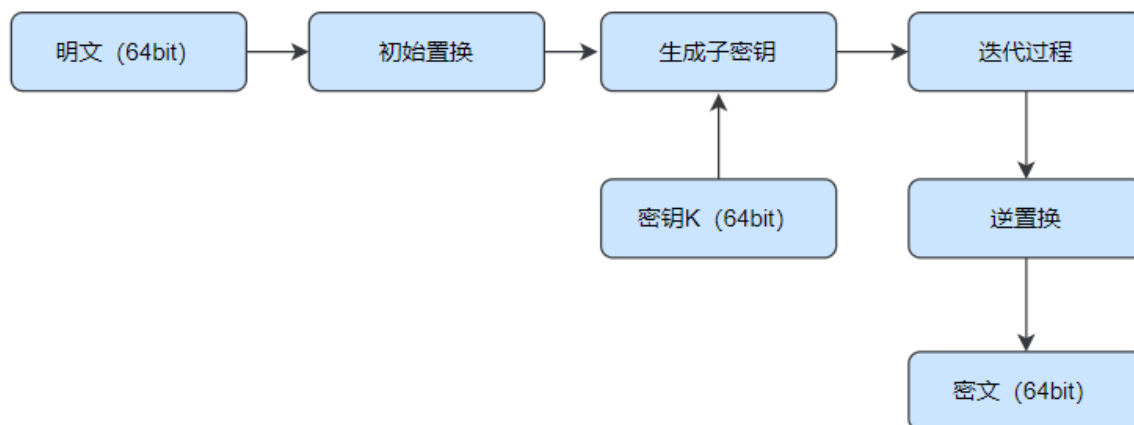 明文（64bit）
初始置换
生成子密钥
迭代过程
密钥K（64bit）
逆置换
密文（64bit）